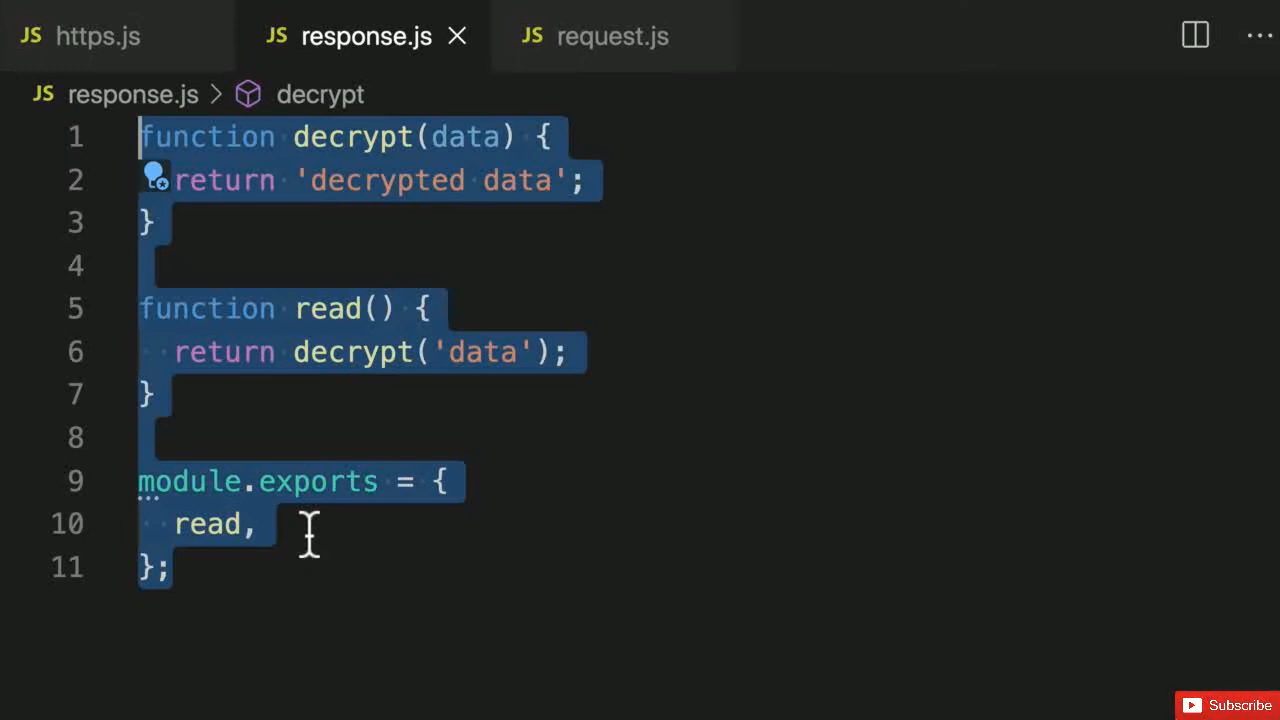 JS https.js JS response.js JS request.js
JS response.js > decrypt
1 function decrypt(data) {
2 return 'decrypted data';
3 }
4
5 function read() {
6 return decrypt('data');
7 }
8
9 module.exports = {
10 read,
11 };
Subscribe